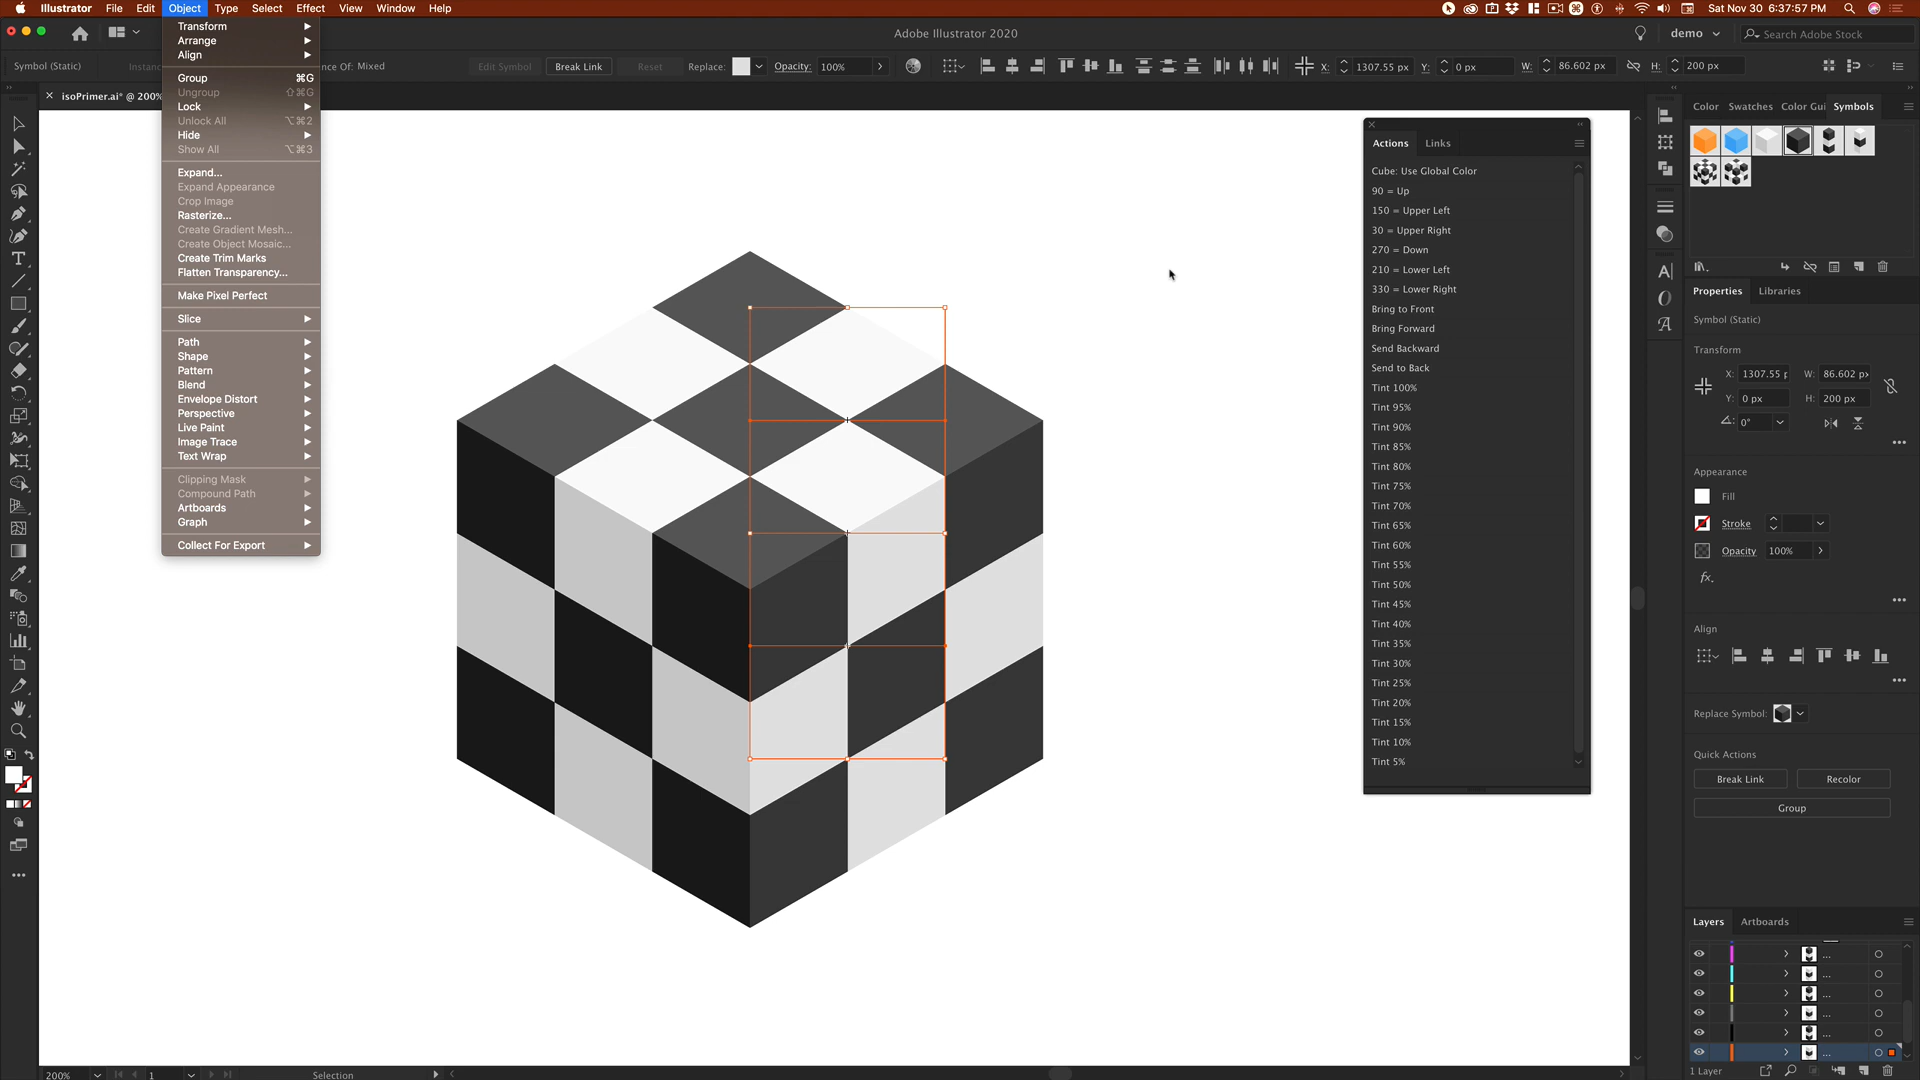 Illustrator File Edit Object Type Select Effect View Window Help
Sat Nov 30 6:37:57 PM
Adobe Illustrator 2020
demo
Search Adobe Stock
Symbol (Static)
Instanc
nce Of: Mixed
Edit Symbol
Break Link
Reset
Replace:
Opacity: 100%
X: 1307.55 px
Y: 0 px
W: 86.602 px
H: 200 px
isoPrimer.ai* @ 200%
Transform
Arrange
Align
Group ⌘G
Ungroup ⇧⌘G
Lock
Unlock All ⌥⌘2
Hide
Show All ⌥⌘3
Expand...
Expand Appearance
Crop Image
Rasterize...
Create Gradient Mesh...
Create Object Mosaic...
Create Trim Marks
Flatten Transparency...
Make Pixel Perfect
Slice
Path
Shape
Pattern
Blend
Envelope Distort
Perspective
Live Paint
Image Trace
Text Wrap
Clipping Mask
Compound Path
Artboards
Graph
Collect For Export
Actions Links
Cube: Use Global Color
90 = Up
150 = Upper Left
30 = Upper Right
270 = Down
210 = Lower Left
330 = Lower Right
Bring to Front
Bring Forward
Send Backward
Send to Back
Tint 100%
Tint 95%
Tint 90%
Tint 85%
Tint 80%
Tint 75%
Tint 70%
Tint 65%
Tint 60%
Tint 55%
Tint 50%
Tint 45%
Tint 40%
Tint 35%
Tint 30%
Tint 25%
Tint 20%
Tint 15%
Tint 10%
Tint 5%
Color Swatches Color Gui Symbols
Properties Libraries
Symbol (Static)
Transform
X: 1307.55 p W: 86.602 px
Y: 0 px H: 200 px
0°
Appearance
Fill
Stroke
Opacity 100%
fx.
Align
Replace Symbol:
Quick Actions
Break Link Recolor
Group
Layers Artboards
...
...
...
...
...
...
1 Layer
200% 1 Selection